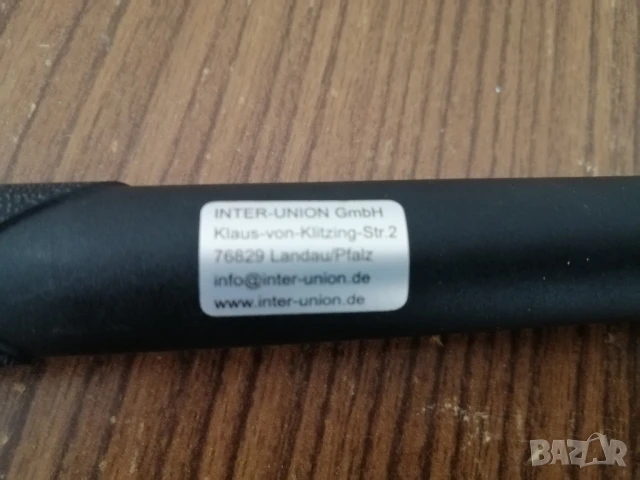 INTER-UNION GmbH
Klaus-von-Klitzing-Str.2
76829 Landau/Pfalz
info@inter-union.de
www.inter-union.de
BAZAR